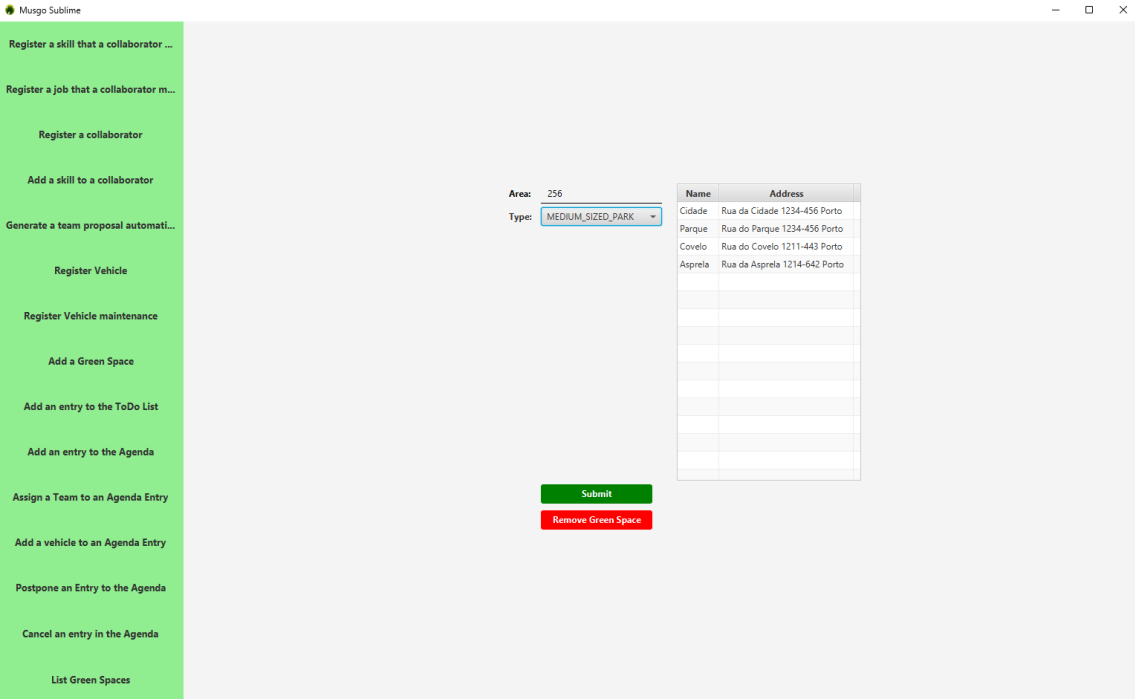 Musgo Sublime
Register a skill that a collaborator ...
Register a job that a collaborator m...
Register a collaborator
Add a skill to a collaborator
Generate a team proposal automati...
Register Vehicle
Register Vehicle maintenance
Add a Green Space
Add an entry to the ToDo List
Add an entry to the Agenda
Assign a Team to an Agenda Entry
Add a vehicle to an Agenda Entry
Postpone an Entry to the Agenda
Cancel an entry in the Agenda
List Green Spaces
Area: 256
Type: MEDIUM_SIZED_PARK
Name Address
Cidade Rua da Cidade 1234-456 Porto
Parque Rua do Parque 1234-456 Porto
Covelo Rua do Covelo 1211-443 Porto
Asprela Rua da Asprela 1214-642 Porto
Submit
Remove Green Space